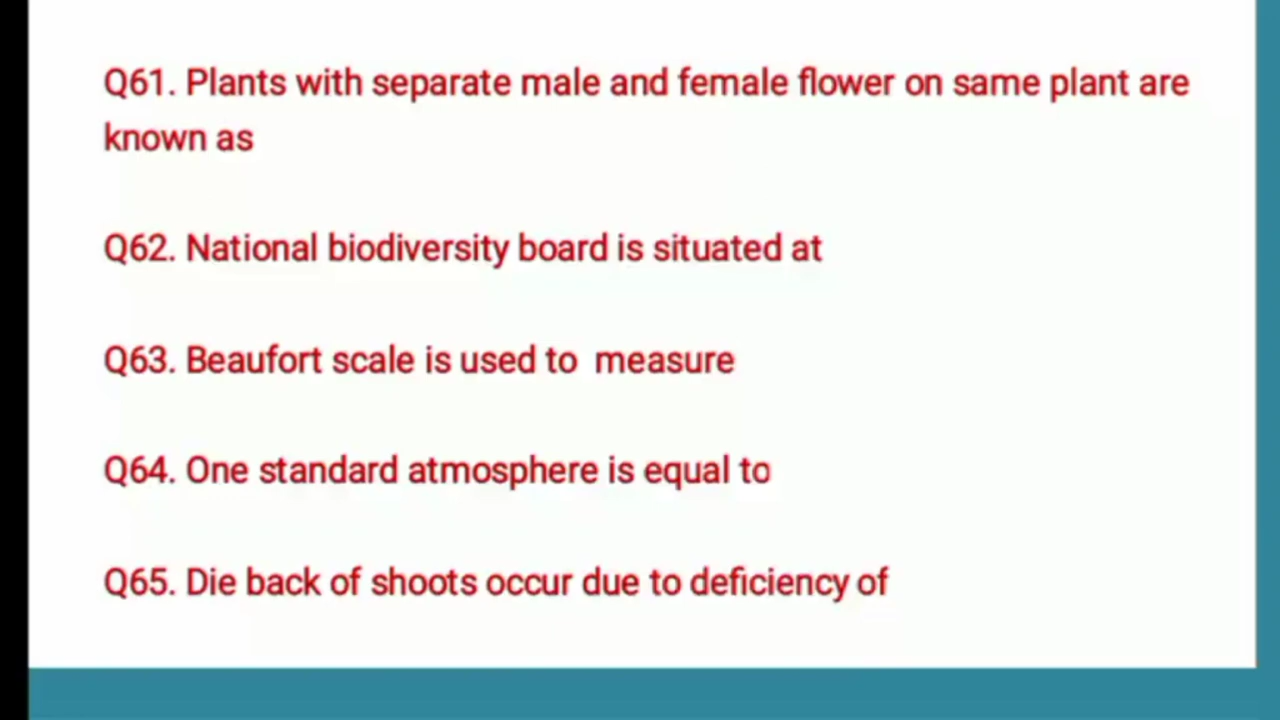 Q61. Plants with separate male and female flower on same plant are
known as
Q62. National biodiversity board is situated at
Q63. Beaufort scale is used to measure
Q64. One standard atmosphere is equal to
Q65. Die back of shoots occur due to deficiency of